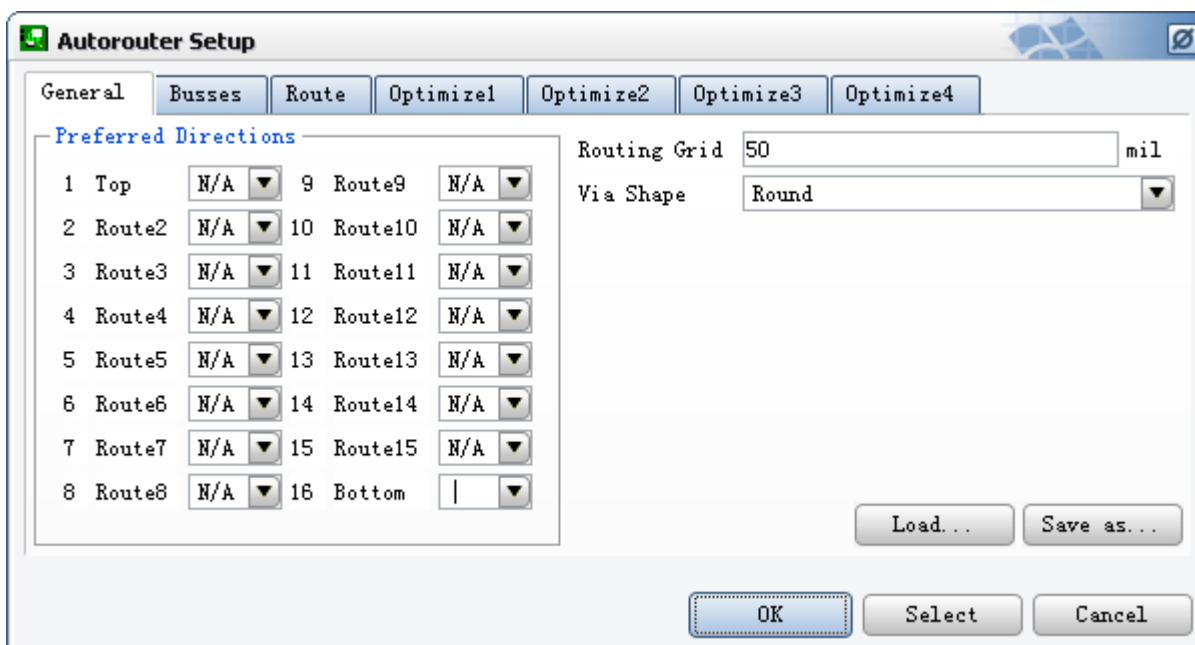 Autorouter Setup
General Busses Route Optimize1 Optimize2 Optimize3 Optimize4
Preferred Directions
Routing Grid 50 mil
1 Top N/A 9 Route9 N/A
Via Shape Round
2 Route2 N/A 10 Route10 N/A
3 Route3 N/A 11 Route11 N/A
4 Route4 N/A 12 Route12 N/A
5 Route5 N/A 13 Route13 N/A
6 Route6 N/A 14 Route14 N/A
7 Route7 N/A 15 Route15 N/A
8 Route8 N/A 16 Bottom |
Load... Save as...
OK Select Cancel